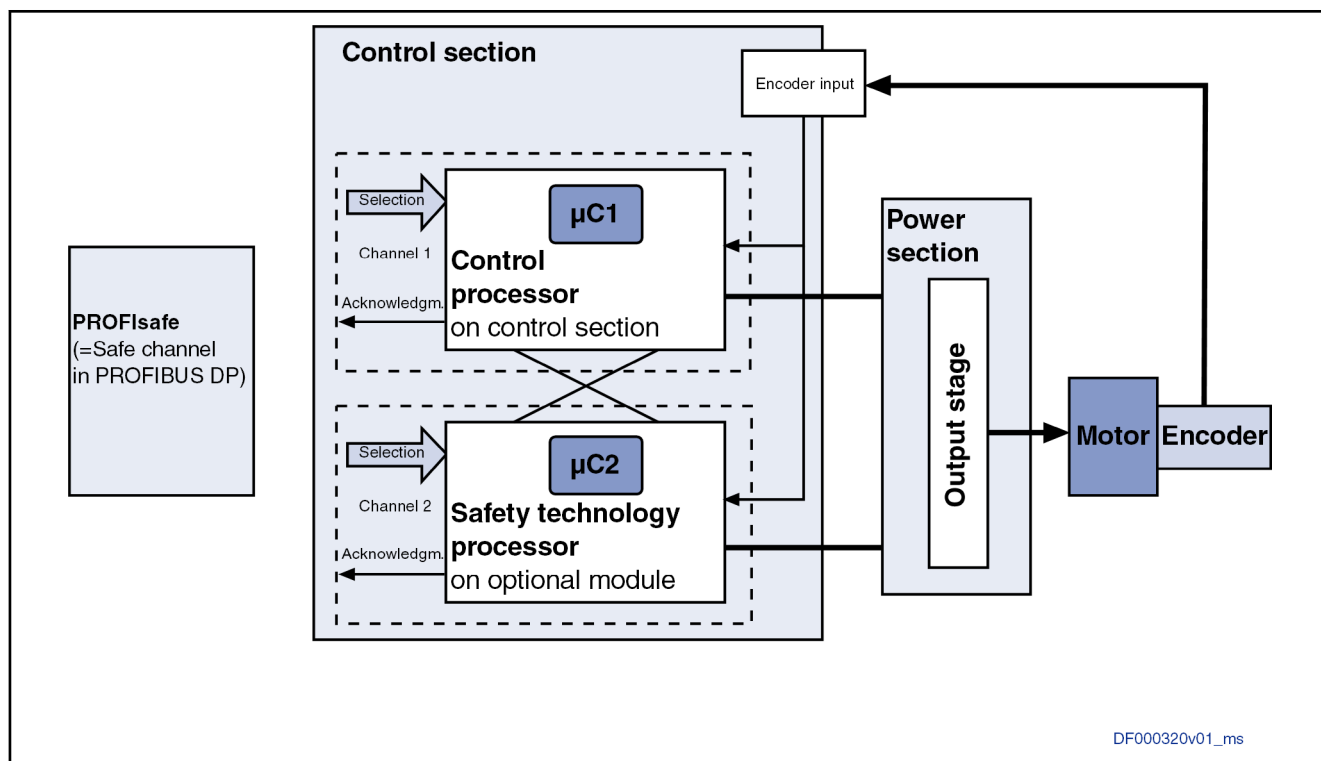 Control section
Encoder input
Selection
µC1
Channel 1
Control
processor
on control section
Acknowledgm.
Power
section
PROFIsafe
(=Safe channel
in PROFIBUS DP)
Output stage
Motor
Encoder
Selection
µC2
Channel 2
Safety technology
processor
on optional module
Acknowledgm.
DF000320v01_ms